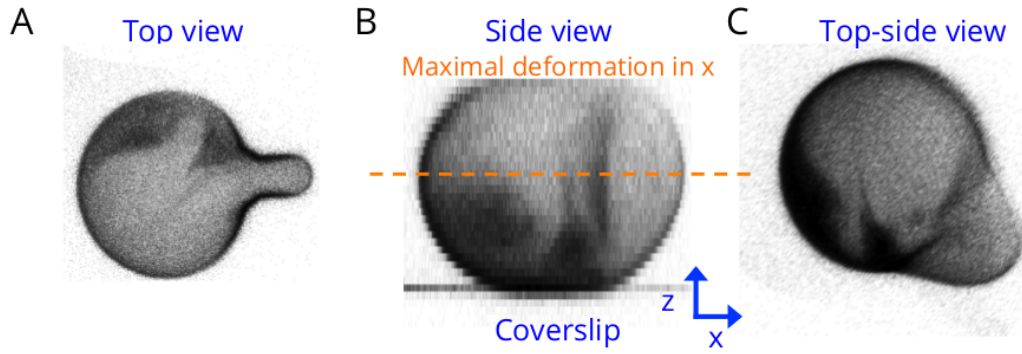 A
Top view
B
Side view
Maximal deformation in x
C
Top-side view
z
x
Coverslip